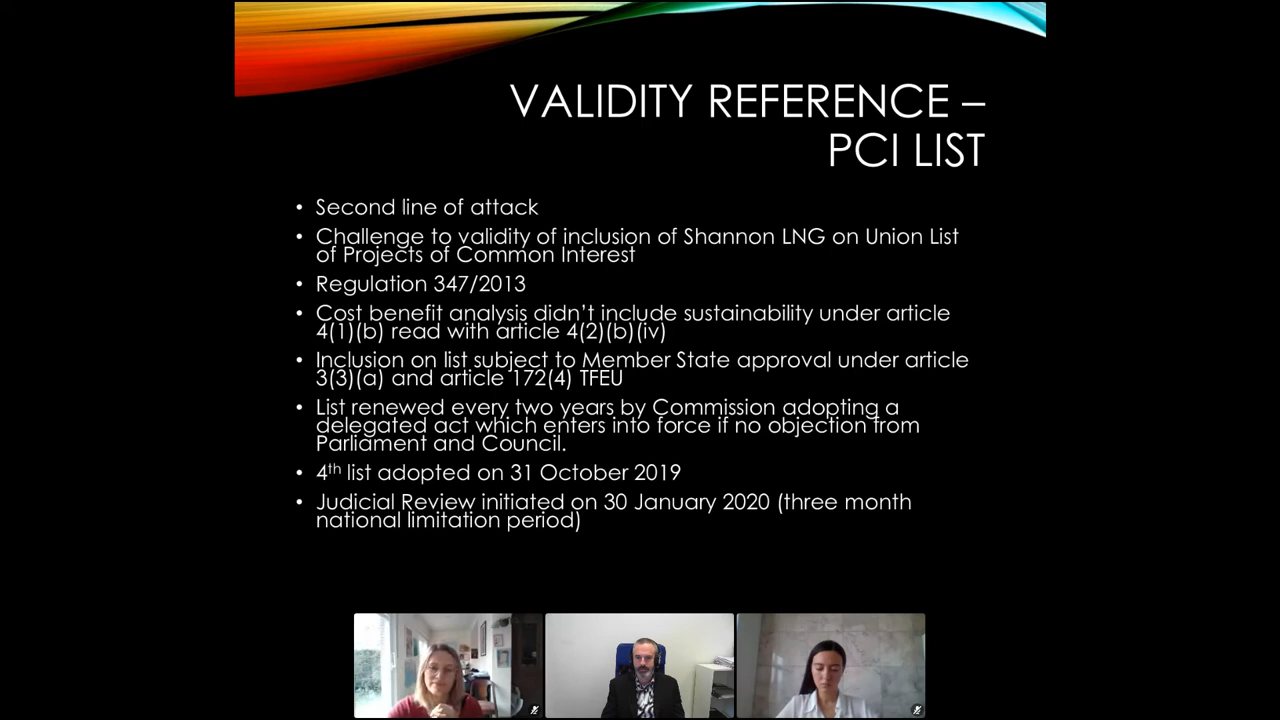 VALIDITY REFERENCE –
PCI LIST
• Second line of attack
• Challenge to validity of inclusion of Shannon LNG on Union List
of Projects of Common Interest
• Regulation 347/2013
• Cost benefit analysis didn't include sustainability under article
4(1)(b) read with article 4(2)(b)(iv)
• Inclusion on list subject to Member State approval under article
3(3)(a) and article 172(4) TFEU
• List renewed every two years by Commission adopting a
delegated act which enters into force if no objection from
Parliament and Council.
• 4th list adopted on 31 October 2019
• Judicial Review initiated on 30 January 2020 (three month
national limitation period)